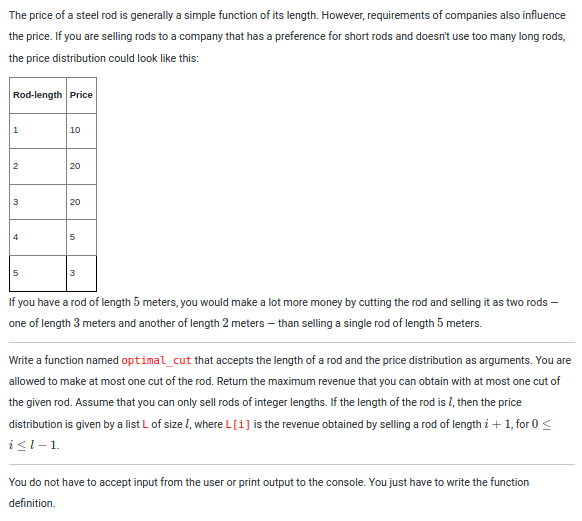 The price of a steel rod is generally a simple function of its length. However, requirements of companies also influence
the price. If you are selling rods to a company that has a preference for short rods and doesn't use too many long rods,
the price distribution could look like this:
Rod-length Price
1 10
2 20
3 20
4 5
5 3
If you have a rod of length 5 meters, you would make a lot more money by cutting the rod and selling it as two rods —
one of length 3 meters and another of length 2 meters — than selling a single rod of length 5 meters.
Write a function named optimal_cut that accepts the length of a rod and the price distribution as arguments. You are
allowed to make at most one cut of the rod. Return the maximum revenue that you can obtain with at most one cut of
the given rod. Assume that you can only sell rods of integer lengths. If the length of the rod is l, then the price
distribution is given by a list L of size l, where L[i] is the revenue obtained by selling a rod of length i + 1, for 0 ≤
i ≤ l − 1.
You do not have to accept input from the user or print output to the console. You just have to write the function
definition.